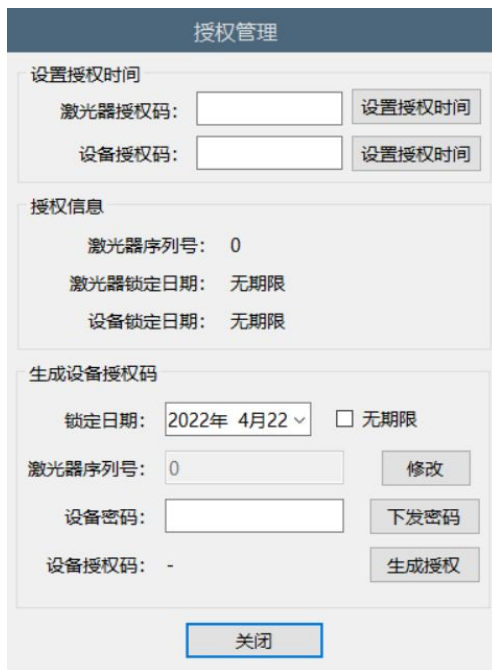 授权管理
设置授权时间
激光器授权码： 设置授权时间
设备授权码： 设置授权时间
授权信息
激光器序列号： 0
激光器锁定日期： 无期限
设备锁定日期： 无期限
生成设备授权码
锁定日期： 2022年 4月22 无期限
激光器序列号： 0 修改
设备密码： 下发密码
设备授权码： - 生成授权
关闭